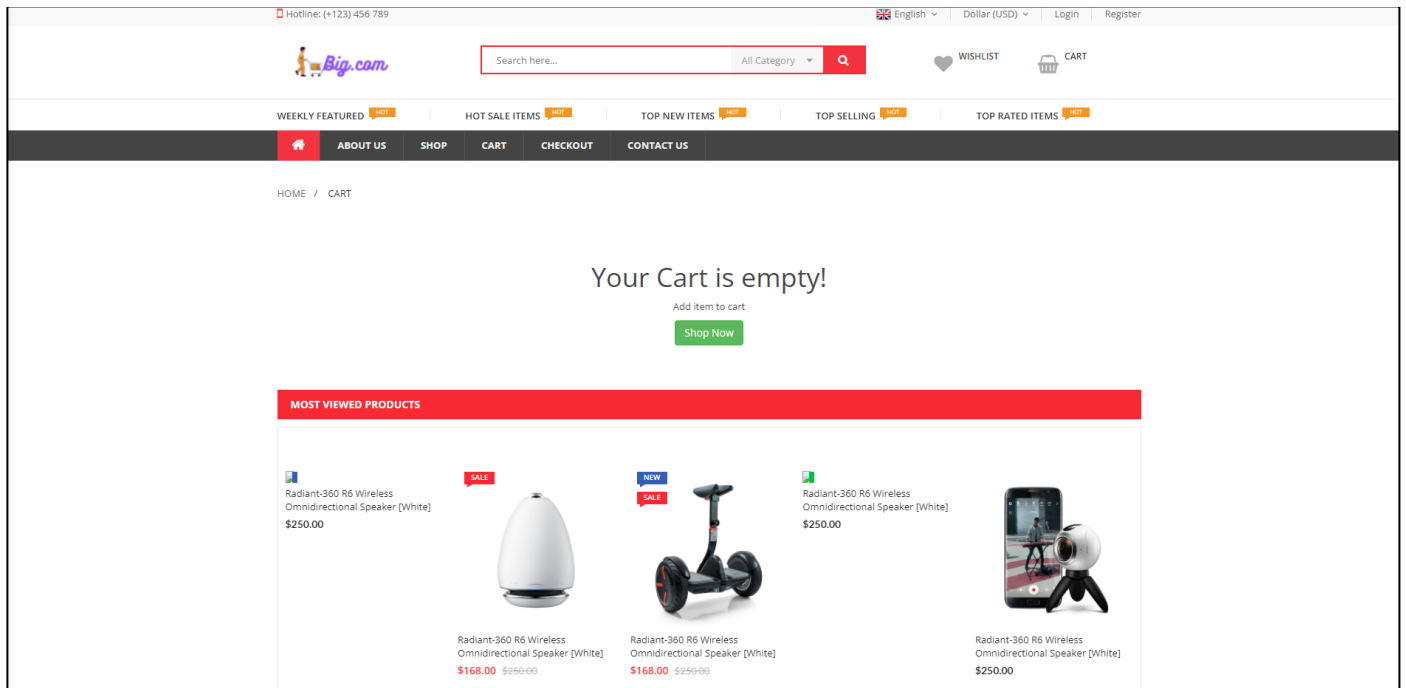 Hotline: (+123) 456 789
English
Dollar (USD)
Login
Register
Big.com
Search here...
All Category
WISHLIST
CART
WEEKLY FEATURED HOT
HOT SALE ITEMS HOT
TOP NEW ITEMS HOT
TOP SELLING HOT
TOP RATED ITEMS HOT
ABOUT US
SHOP
CART
CHECKOUT
CONTACT US
HOME / CART
Your Cart is empty!
Add item to cart
Shop Now
MOST VIEWED PRODUCTS
Radiant-360 R6 Wireless
Omnidirectional Speaker [White]
$250.00
SALE
Radiant-360 R6 Wireless
Omnidirectional Speaker [White]
$168.00 $250.00
NEW
SALE
Radiant-360 R6 Wireless
Omnidirectional Speaker [White]
$168.00 $250.00
Radiant-360 R6 Wireless
Omnidirectional Speaker [White]
$250.00
Radiant-360 R6 Wireless
Omnidirectional Speaker [White]
$250.00